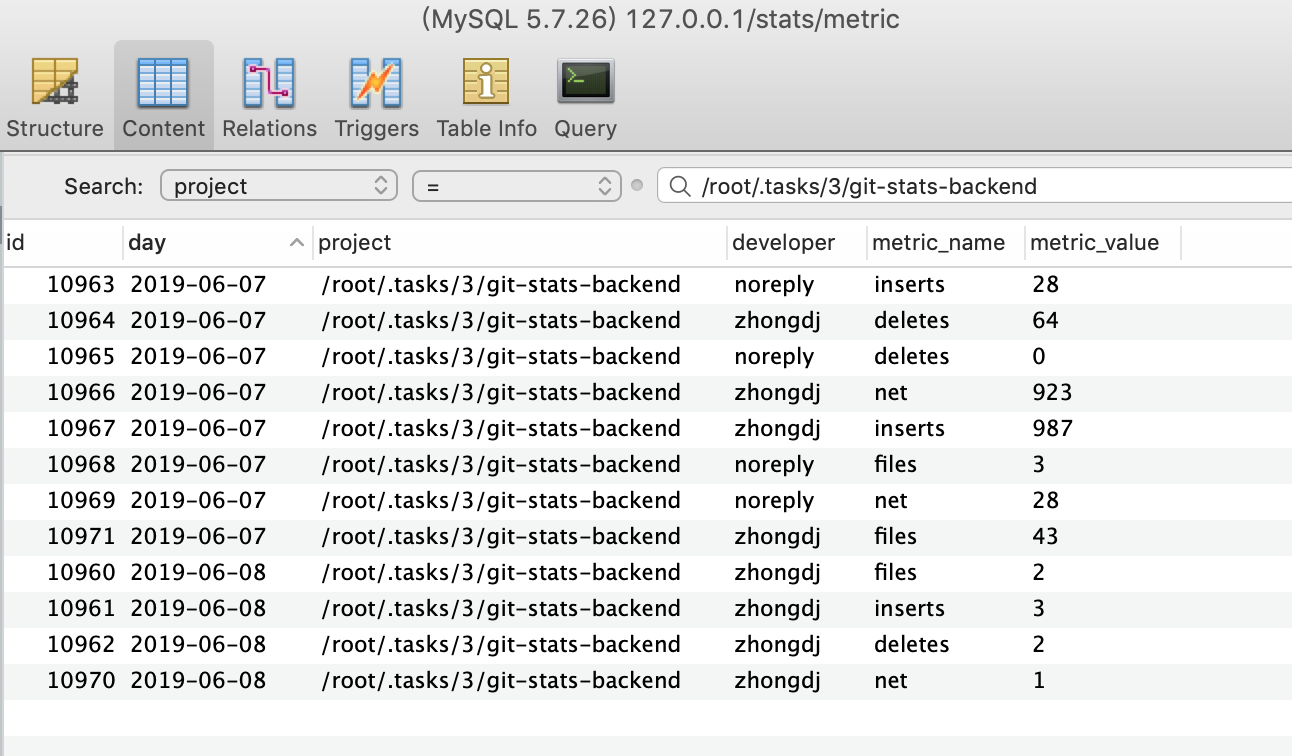 (MySQL 5.7.26) 127.0.0.1/stats/metric
Structure Content Relations Triggers Table Info Query
Search: project = /root/.tasks/3/git-stats-backend
id day project developer metric_name metric_value
10963 2019-06-07 /root/.tasks/3/git-stats-backend noreply inserts 28
10964 2019-06-07 /root/.tasks/3/git-stats-backend zhongdj deletes 64
10965 2019-06-07 /root/.tasks/3/git-stats-backend noreply deletes 0
10966 2019-06-07 /root/.tasks/3/git-stats-backend zhongdj net 923
10967 2019-06-07 /root/.tasks/3/git-stats-backend zhongdj inserts 987
10968 2019-06-07 /root/.tasks/3/git-stats-backend noreply files 3
10969 2019-06-07 /root/.tasks/3/git-stats-backend noreply net 28
10971 2019-06-07 /root/.tasks/3/git-stats-backend zhongdj files 43
10960 2019-06-08 /root/.tasks/3/git-stats-backend zhongdj files 2
10961 2019-06-08 /root/.tasks/3/git-stats-backend zhongdj inserts 3
10962 2019-06-08 /root/.tasks/3/git-stats-backend zhongdj deletes 2
10970 2019-06-08 /root/.tasks/3/git-stats-backend zhongdj net 1